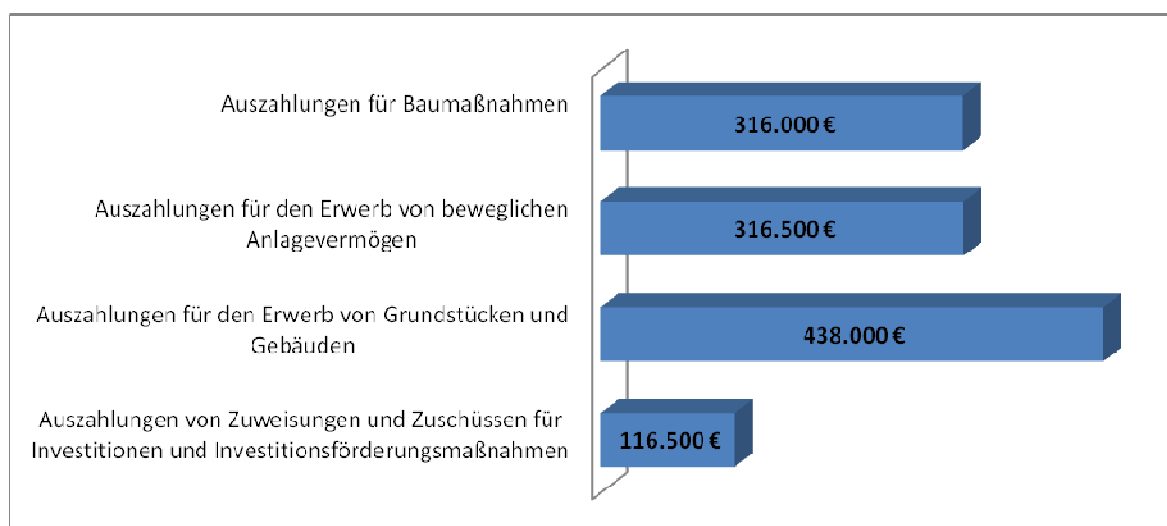 Auszahlungen für Baumaßnahmen
316.000 €
Auszahlungen für den Erwerb von beweglichen
Anlagevermögen
316.500 €
Auszahlungen für den Erwerb von Grundstücken und
Gebäuden
438.000 €
Auszahlungen von Zuweisungen und Zuschüssen für
Investitionen und Investitionsförderungsmaßnahmen
116.500 €